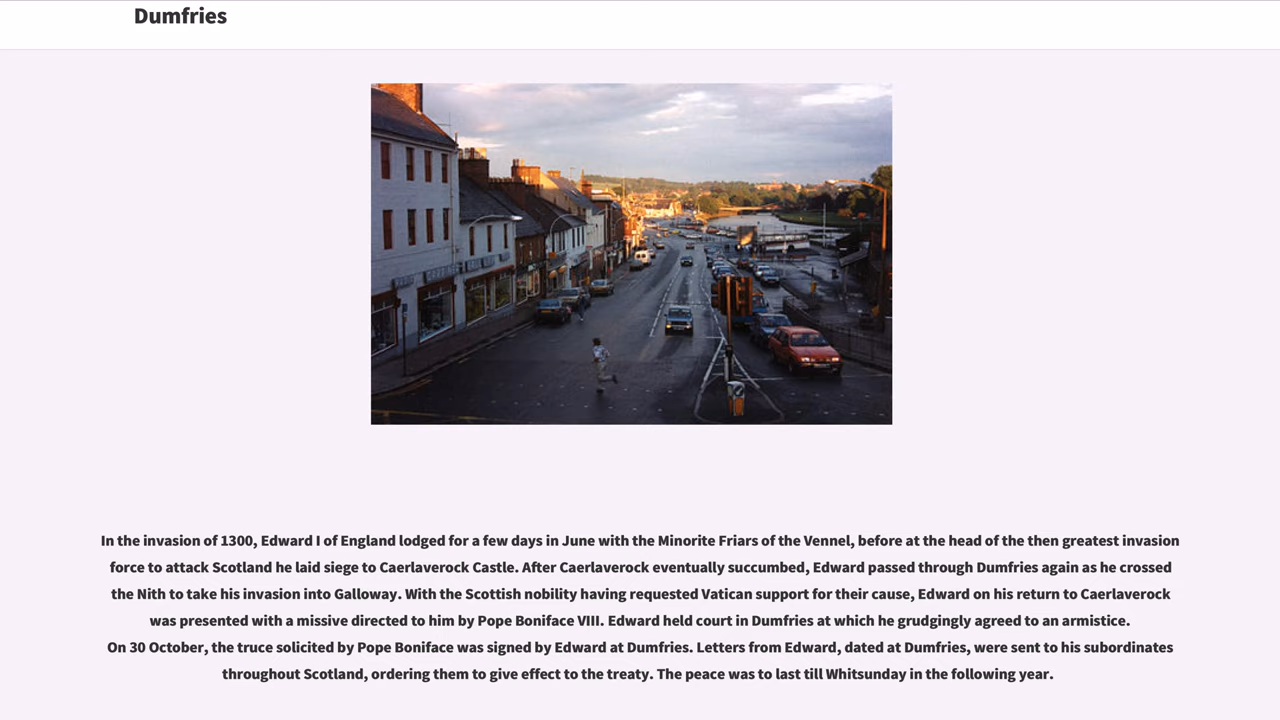 Dumfries
In the invasion of 1300, Edward I of England lodged for a few days in June with the Minorite Friars of the Vennel, before at the head of the then greatest invasion
force to attack Scotland he laid siege to Caerlaverock Castle. After Caerlaverock eventually succumbed, Edward passed through Dumfries again as he crossed
the Nith to take his invasion into Galloway. With the Scottish nobility having requested Vatican support for their cause, Edward on his return to Caerlaverock
was presented with a missive directed to him by Pope Boniface VIII. Edward held court in Dumfries at which he grudgingly agreed to an armistice.
On 30 October, the truce solicited by Pope Boniface was signed by Edward at Dumfries. Letters from Edward, dated at Dumfries, were sent to his subordinates
throughout Scotland, ordering them to give effect to the treaty. The peace was to last till Whitsunday in the following year.